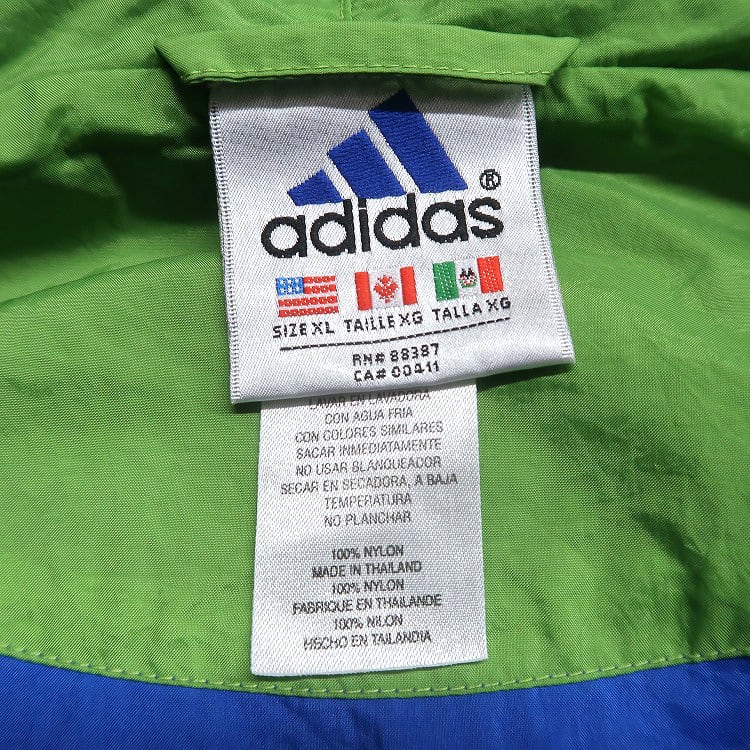 adidas®
SIZE XL TAILLE XG TALLA XG
RN# 88387
CA# 00411
LAVAR EN LAVADORA
CON AGUA FRIA
CON COLORES SIMILARES
SACAR INMEDIATAMENTE
NO USAR BLANQUEADOR
SECAR EN SECADORA, A BAJA
TEMPERATURA
NO PLANCHAR
100% NYLON
MADE IN THAILAND
100% NYLON
FABRIQUE EN THAILANDE
100% NILON
HECHO EN TAILANDIA